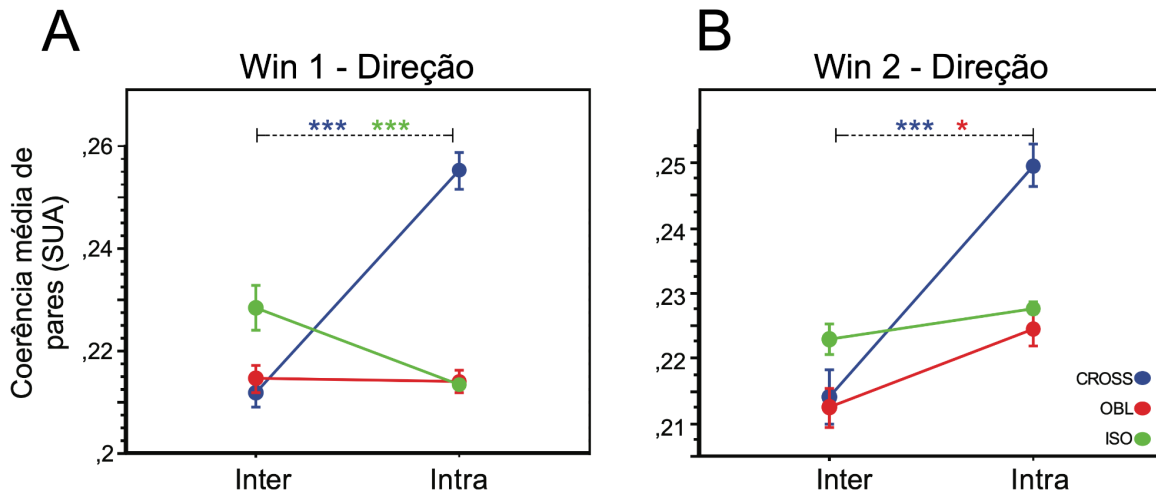 A
Win 1 - Direção
*** ***
,26
,24
,22
,2
Coerência média de
pares (SUA)
Inter Intra
B
Win 2 - Direção
*** *
,25
,24
,23
,22
,21
Inter Intra
CROSS
OBL
ISO